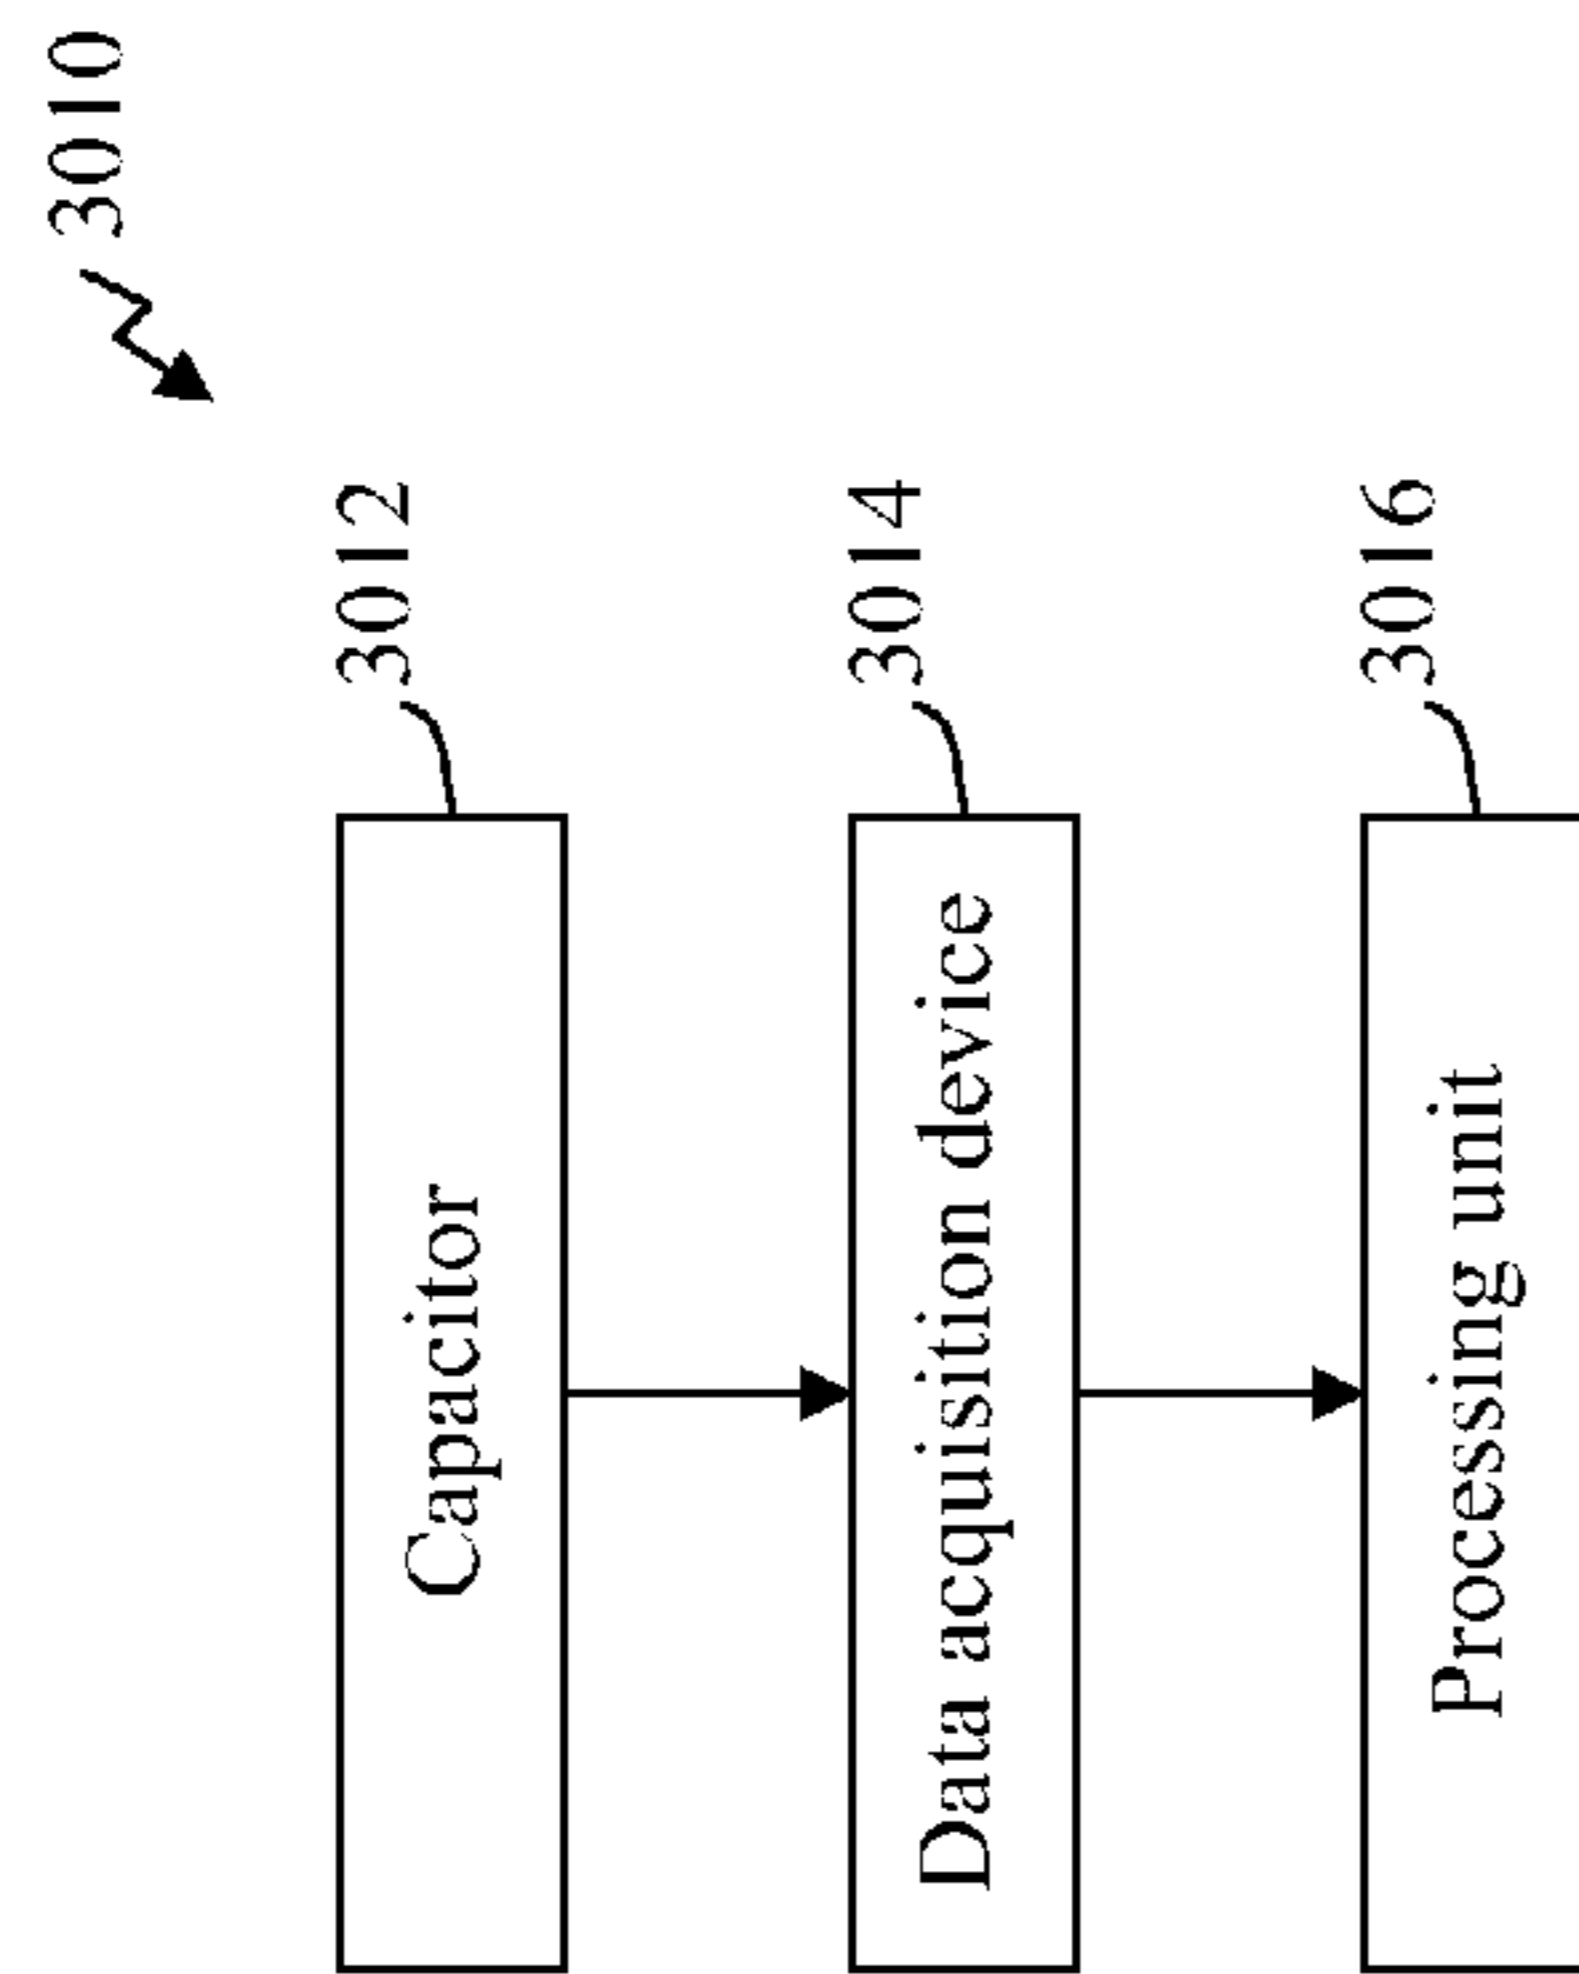 3010
3012
Capacitor
3014
Data acquisition device
3016
Processing unit